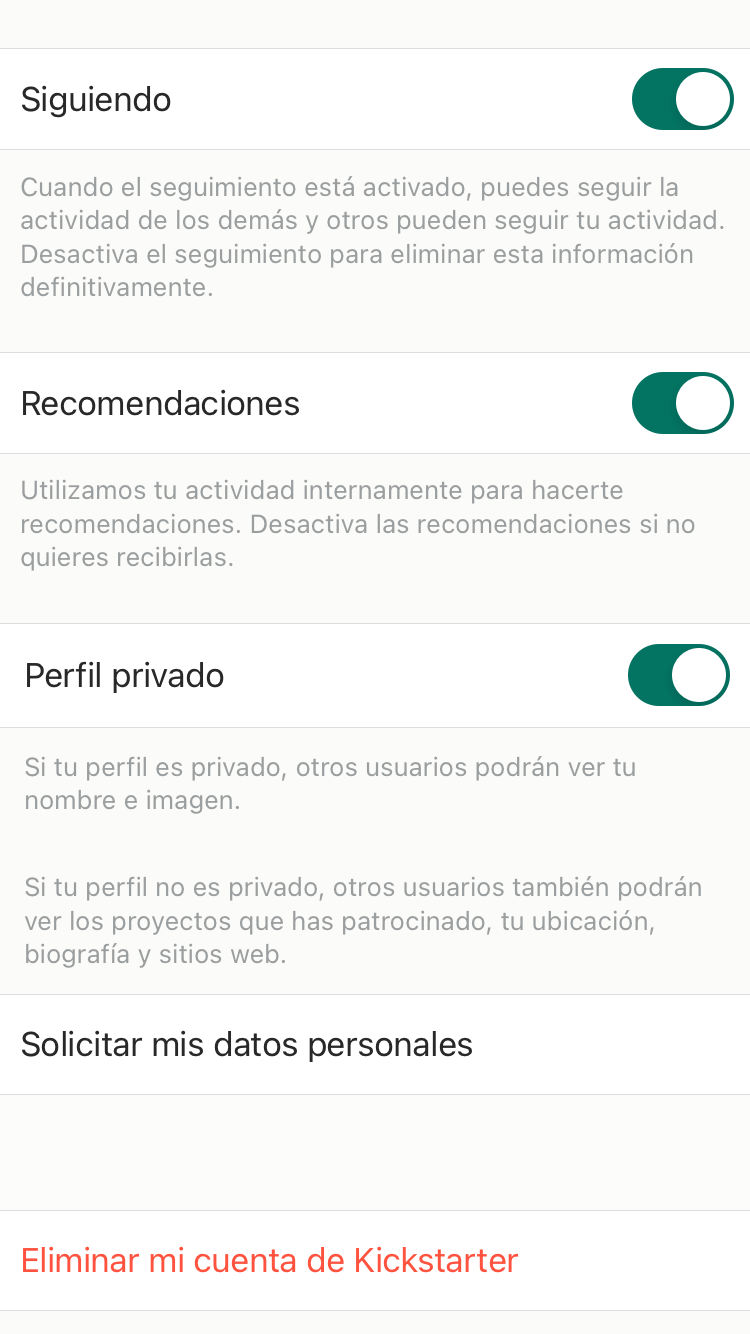 Siguiendo
Cuando el seguimiento está activado, puedes seguir la
actividad de los demás y otros pueden seguir tu actividad.
Desactiva el seguimiento para eliminar esta información
definitivamente.
Recomendaciones
Utilizamos tu actividad internamente para hacerte
recomendaciones. Desactiva las recomendaciones si no
quieres recibirlas.
Perfil privado
Si tu perfil es privado, otros usuarios podrán ver tu
nombre e imagen.
Si tu perfil no es privado, otros usuarios también podrán
ver los proyectos que has patrocinado, tu ubicación,
biografía y sitios web.
Solicitar mis datos personales
Eliminar mi cuenta de Kickstarter